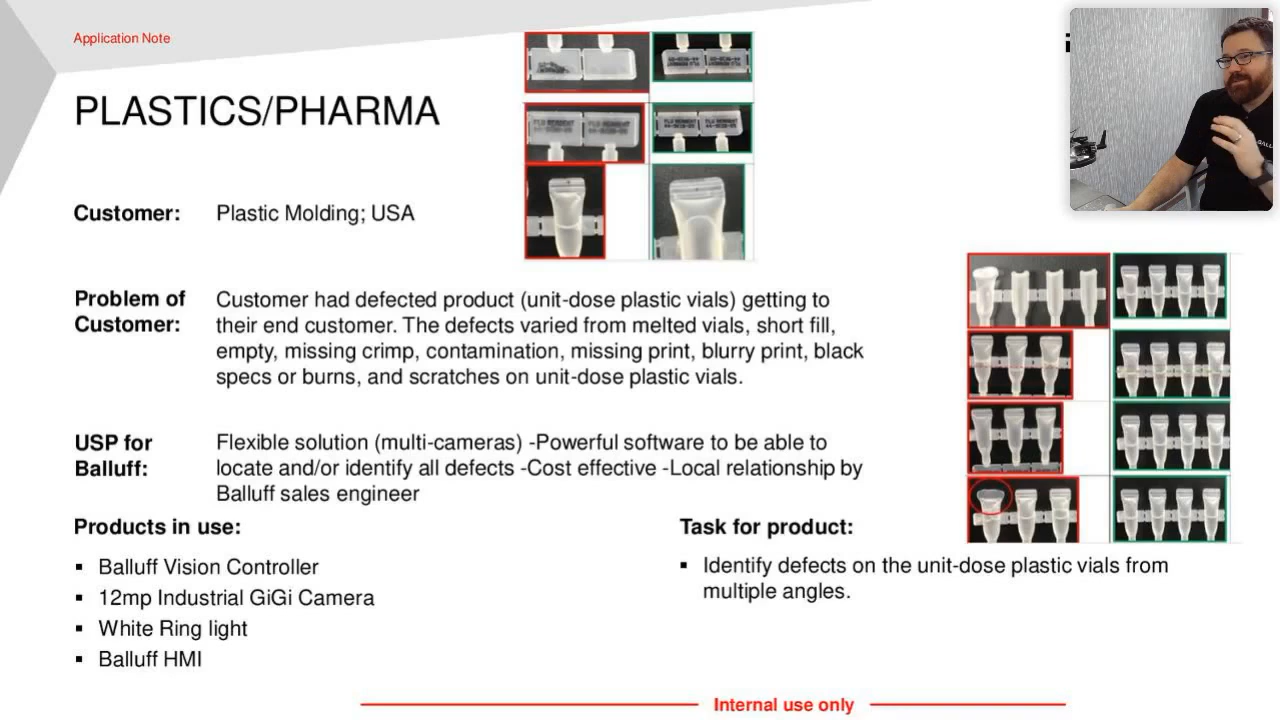 Application Note
PLASTICS/PHARMA
Customer:
Plastic Molding; USA
Problem of
Customer:
Customer had defected product (unit-dose plastic vials) getting to
their end customer. The defects varied from melted vials, short fill,
empty, missing crimp, contamination, missing print, blurry print, black
specs or burns, and scratches on unit-dose plastic vials.
USP for
Balluff:
Flexible solution (multi-cameras) -Powerful software to be able to
locate and/or identify all defects -Cost effective -Local relationship by
Balluff sales engineer
Products in use:
▪ Balluff Vision Controller
▪ 12mp Industrial GiGi Camera
▪ White Ring light
▪ Balluff HMI
Task for product:
▪ Identify defects on the unit-dose plastic vials from
multiple angles.
Internal use only